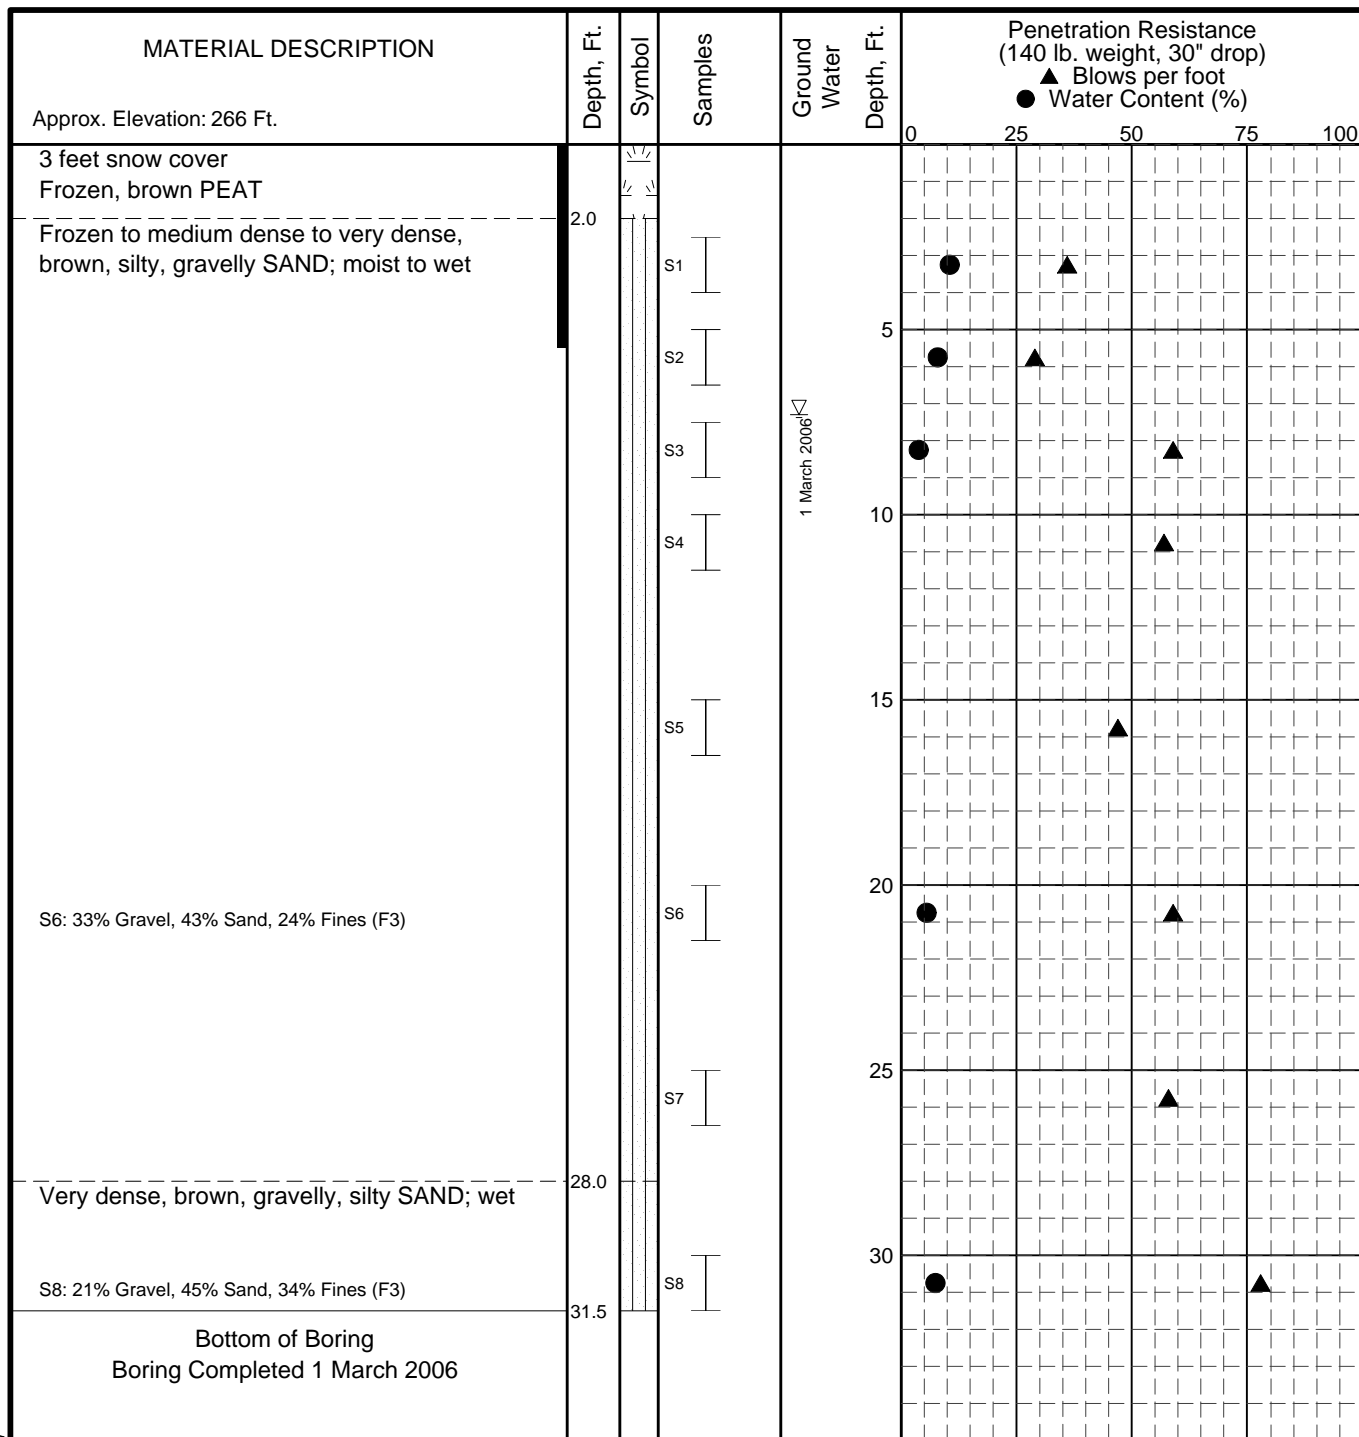 MATERIAL DESCRIPTION
Approx. Elevation: 266 Ft.
Depth, Ft.
Symbol
Samples
Ground
Water
Depth, Ft.
Penetration Resistance
(140 lb. weight, 30" drop)
▲ Blows per foot
● Water Content (%)
0 25 50 75 100
3 feet snow cover
Frozen, brown PEAT
2.0
Frozen to medium dense to very dense,
brown, silty, gravelly SAND; moist to wet
S1
5
S2
1 March 2006
S3
10
S4
15
S5
20
S6: 33% Gravel, 43% Sand, 24% Fines (F3)
S6
25
S7
28.0
Very dense, brown, gravelly, silty SAND; wet
30
S8: 21% Gravel, 45% Sand, 34% Fines (F3)
S8
31.5
Bottom of Boring
Boring Completed 1 March 2006